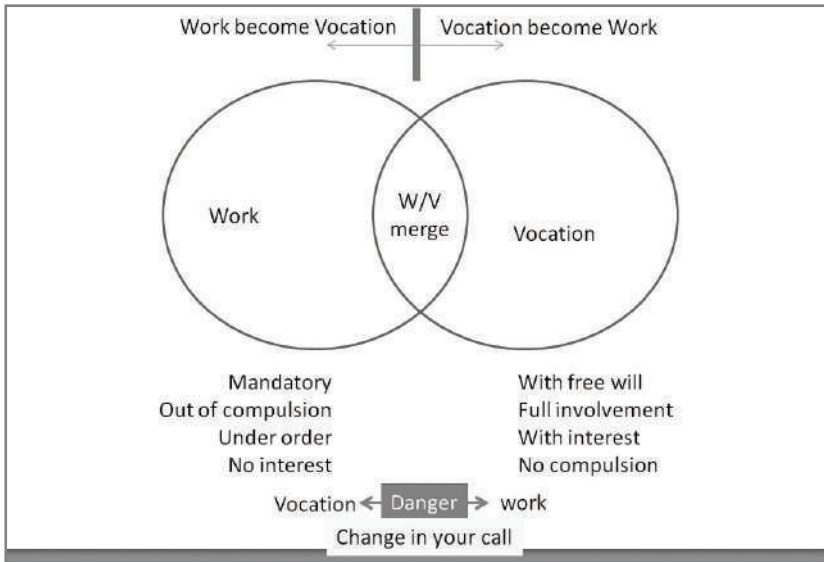 Work become Vocation
Vocation become Work
Work
W/V
merge
Vocation
Mandatory
Out of compulsion
Under order
No interest
With free will
Full involvement
With interest
No compulsion
Vocation Danger work
Change in your call